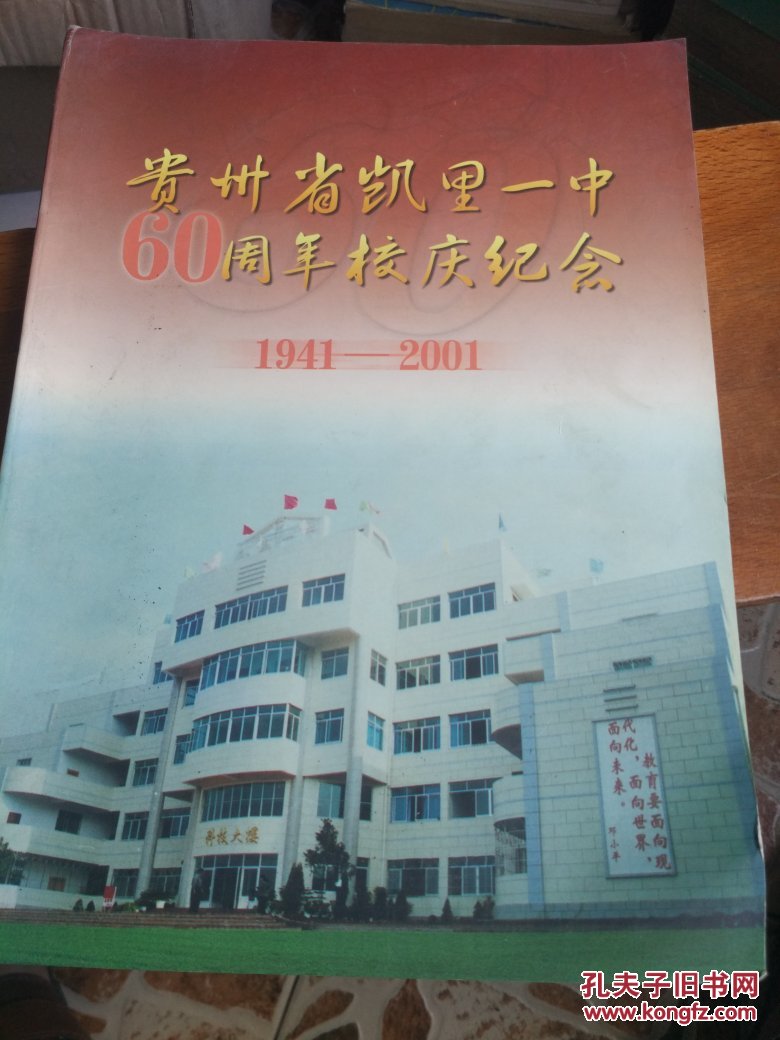 贵州省凯里一中
60周年校庆纪念
1941—2001
教育要面向现
代化，面向世界，
面向未来。
邓小平
科技大楼
孔夫子旧书网
www.kongfz.com